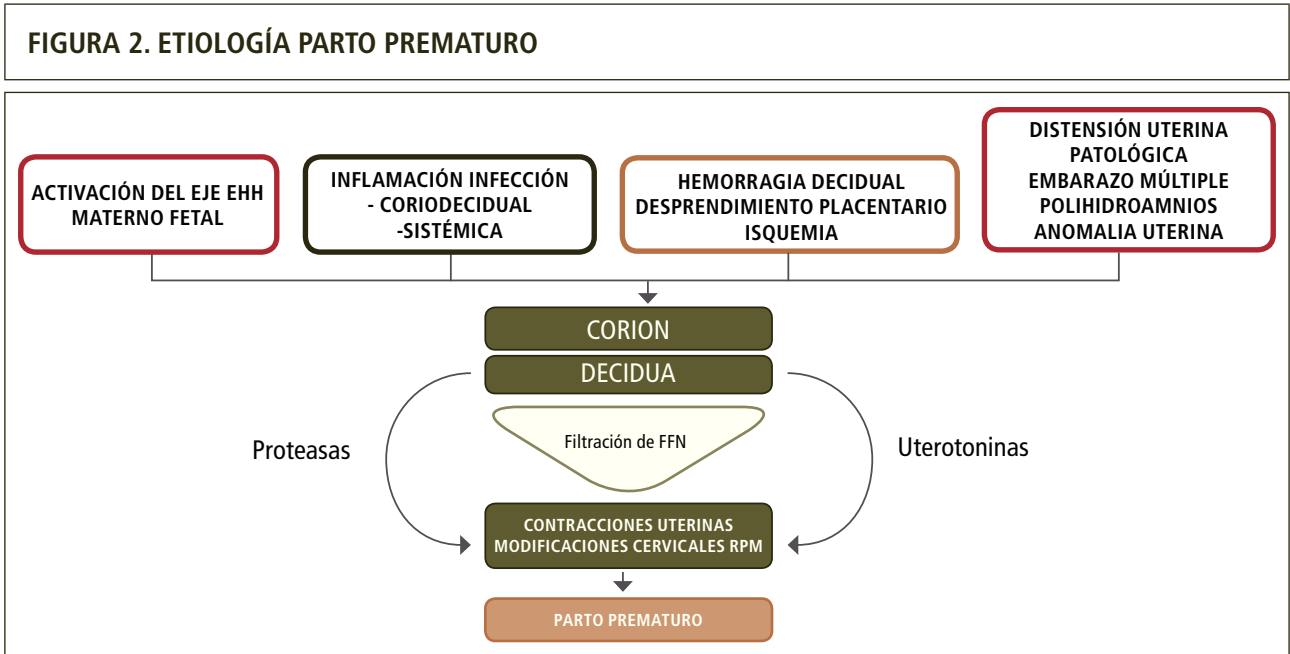 FIGURA 2. ETIOLOGÍA PARTO PREMATURO
ACTIVACIÓN DEL EJE EHH
MATERNO FETAL
INFLAMACIÓN INFECCIÓN
- CORIODECIDUAL
-SISTÉMICA
HEMORRAGIA DECIDUAL
DESPRENDIMIENTO PLACENTARIO
ISQUEMIA
DISTENSIÓN UTERINA
PATOLÓGICA
EMBARAZO MÚLTIPLE
POLIHIDROAMNIOS
ANOMALIA UTERINA
CORION
DECIDUA
Proteasas
Filtración de FFN
Uterotoninas
CONTRACCIONES UTERINAS
MODIFICACIONES CERVICALES RPM
PARTO PREMATURO